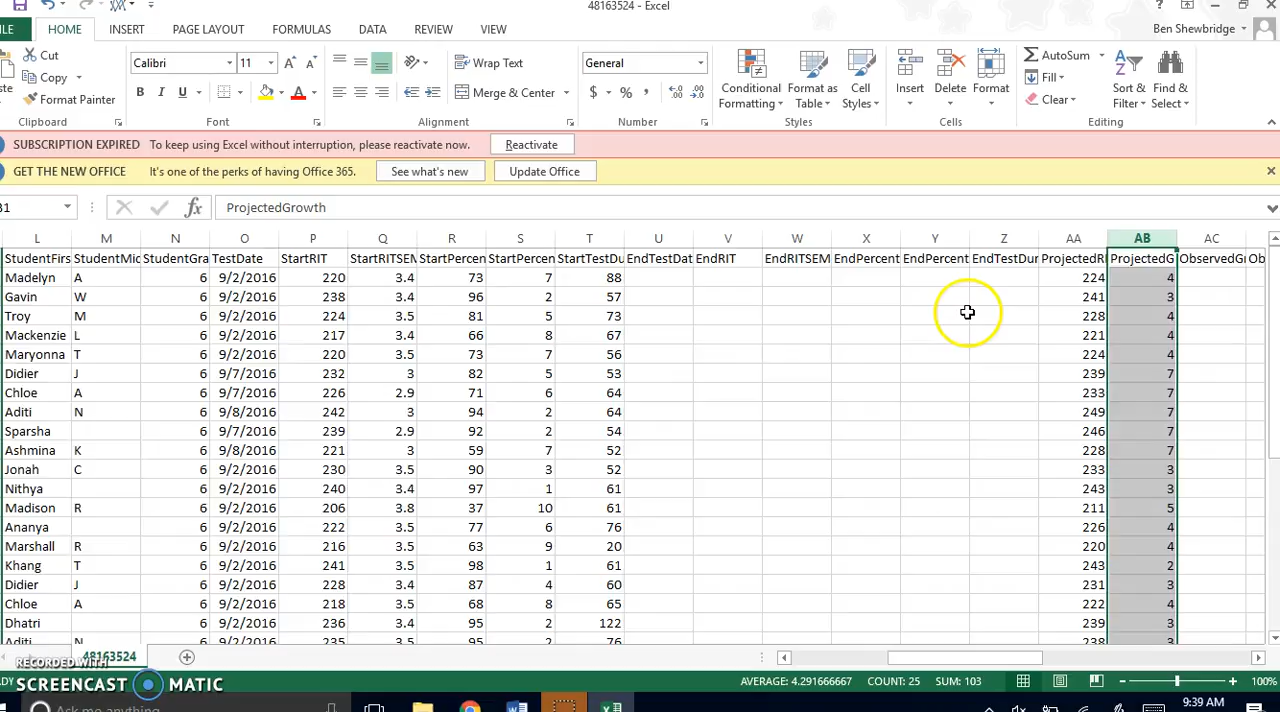 48163524 - Excel
FILE HOME INSERT PAGE LAYOUT FORMULAS DATA REVIEW VIEW Ben Shewbridge
Cut
Copy
Format Painter
Clipboard
Calibri 11
B I U
Font
Wrap Text
Merge & Center
Alignment
General
$ % ,
Number
Conditional Formatting
Format as Table
Cell Styles
Styles
Insert Delete Format
Cells
AutoSum
Fill
Clear
Sort & Filter
Find & Select
Editing
SUBSCRIPTION EXPIRED To keep using Excel without interruption, please reactivate now. Reactivate
GET THE NEW OFFICE It's one of the perks of having Office 365. See what's new Update Office
B1 fx ProjectedGrowth
L M N O P Q R S T U V W X Y Z AA AB AC
StudentFirs StudentMic StudentGra TestDate StartRIT StartRITSEM StartPercen StartPercen StartTestDu EndTestDat EndRIT EndRITSEM EndPercent EndPercent EndTestDur ProjectedRI ProjectedG ObservedGr Ob
Madelyn A 6 9/2/2016 220 3.4 73 7 88 224 4
Gavin W 6 9/2/2016 238 3.4 96 2 57 241 3
Troy M 6 9/2/2016 224 3.5 81 5 73 228 4
Mackenzie L 6 9/2/2016 217 3.4 66 8 67 221 4
Maryonna T 6 9/2/2016 220 3.5 73 7 56 224 4
Didier J 6 9/7/2016 232 3 82 5 53 239 7
Chloe A 6 9/7/2016 226 2.9 71 6 64 233 7
Aditi N 6 9/8/2016 242 3 94 2 64 249 7
Sparsha 6 9/7/2016 239 2.9 92 2 54 246 7
Ashmina K 6 9/8/2016 221 3 59 7 52 228 7
Jonah C 6 9/2/2016 230 3.5 90 3 52 233 3
Nithya 6 9/2/2016 240 3.4 97 1 61 243 3
Madison R 6 9/2/2016 206 3.8 37 10 61 211 5
Ananya 6 9/2/2016 222 3.5 77 6 76 226 4
Marshall R 6 9/2/2016 216 3.5 63 9 20 220 4
Khang T 6 9/2/2016 241 3.5 98 1 61 243 2
Didier J 6 9/2/2016 228 3.4 87 4 60 231 3
Chloe A 6 9/2/2016 218 3.4 68 8 65 222 4
Dhatri 6 9/2/2016 236 3.4 95 2 122 239 3
Aditi N 6 9/2/2016 235 3.5 95 2 76 238 3
48163524
RECORDED WITH
SCREENCAST MATIC
DY AVERAGE: 4.291666667 COUNT: 25 SUM: 103 100%
Ask me anything 9:39 AM